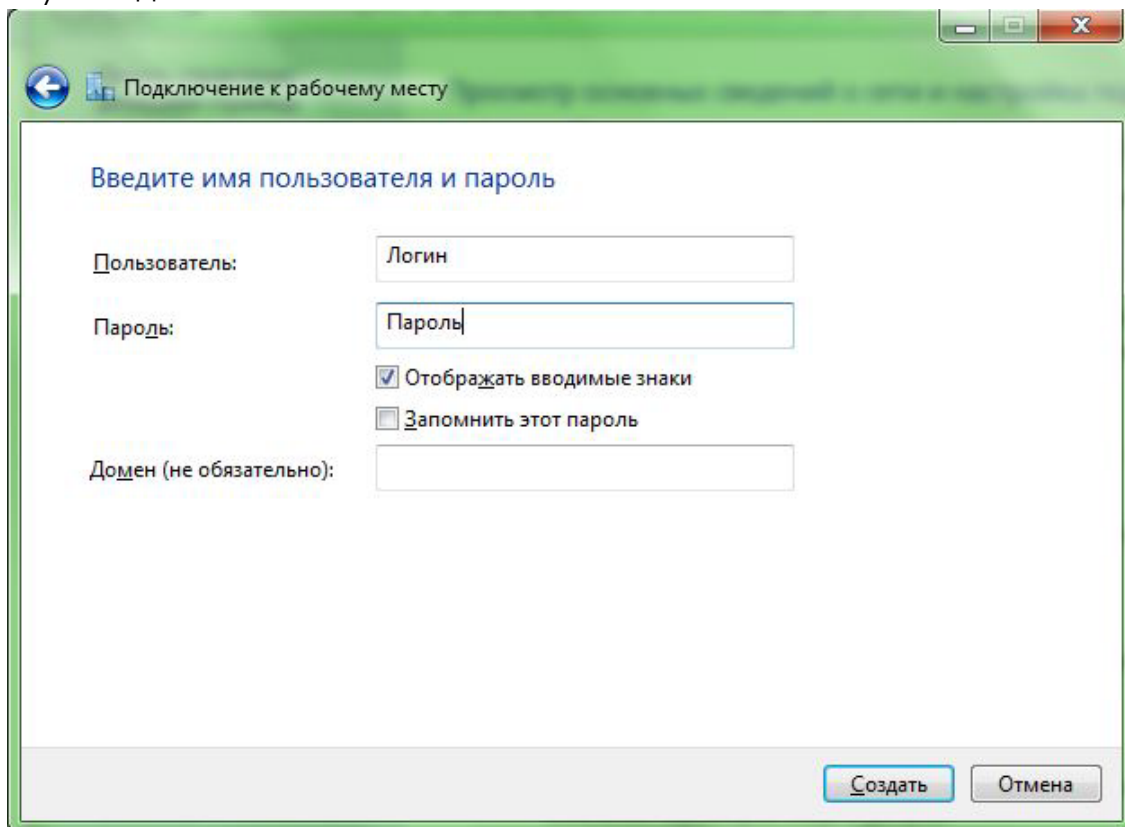 Подключение к рабочему месту
Введите имя пользователя и пароль
Пользователь: Логин
Пароль: Пароль
Отображать вводимые знаки
Запомнить этот пароль
Домен (не обязательно):
Создать Отмена